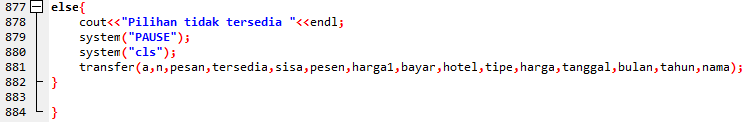 877 else{
878 cout<<"Pilihan tidak tersedia "<<endl;
879 system("PAUSE");
880 system("cls");
881 transfer(a,n,pesan,tersedia,sisa,pesen,harga1,bayar,hotel,tipe,harga,tanggal,bulan,tahun,nama);
882 }
883
884 }